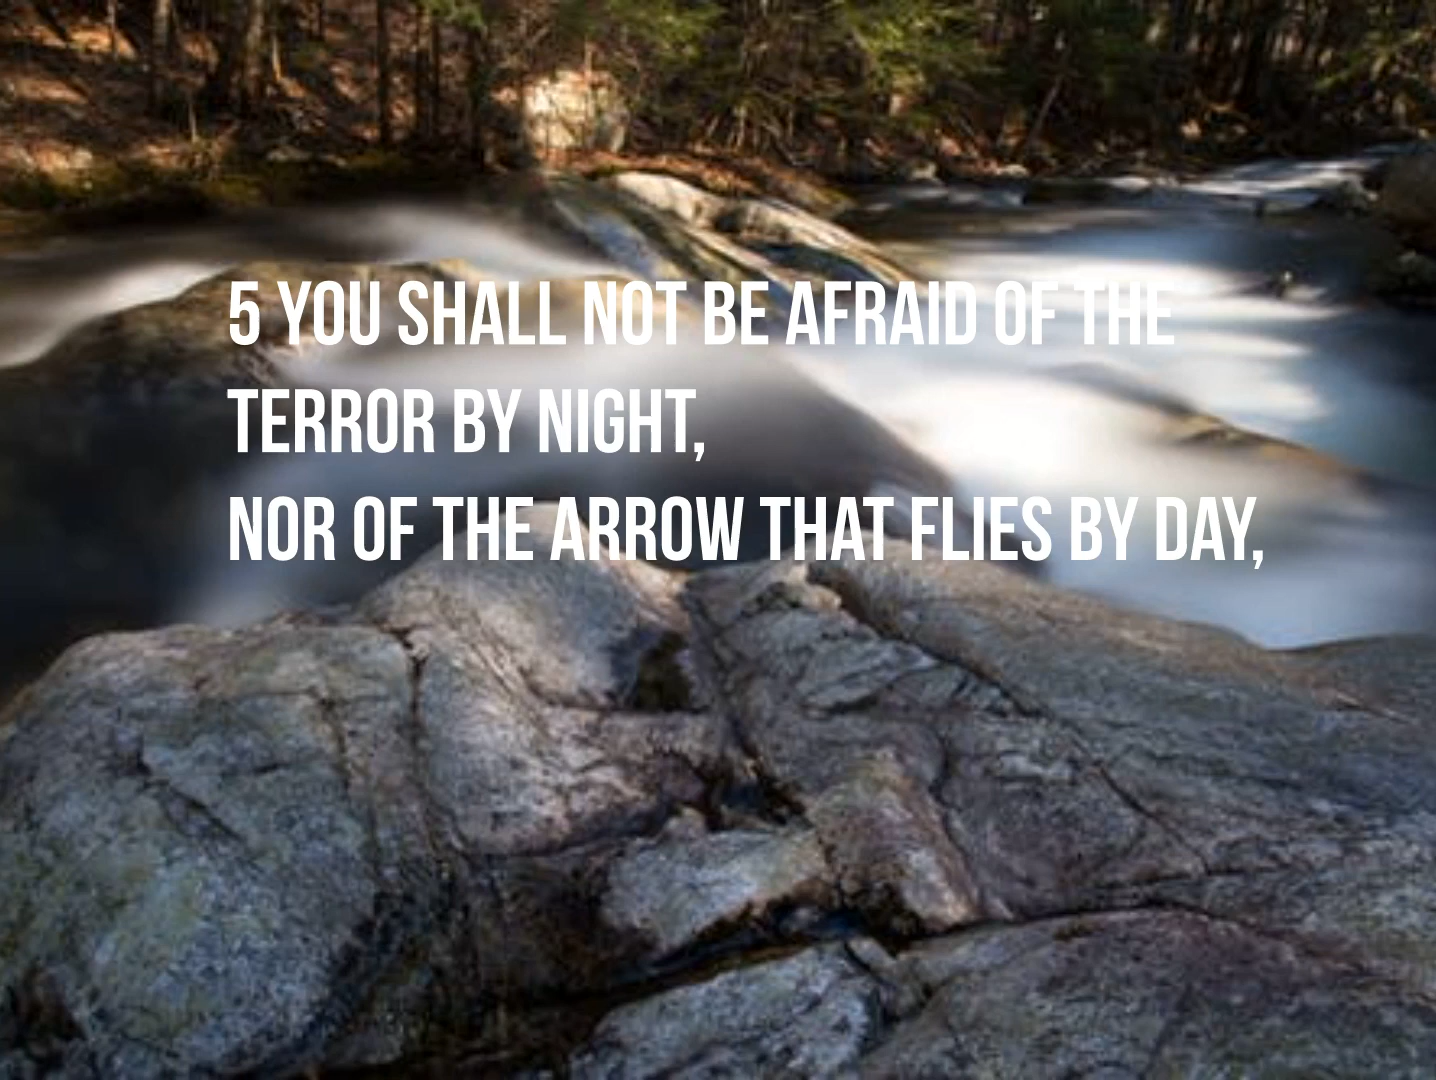 5 YOU SHALL NOT BE AFRAID OF THE
TERROR BY NIGHT,
NOR OF THE ARROW THAT FLIES BY DAY,